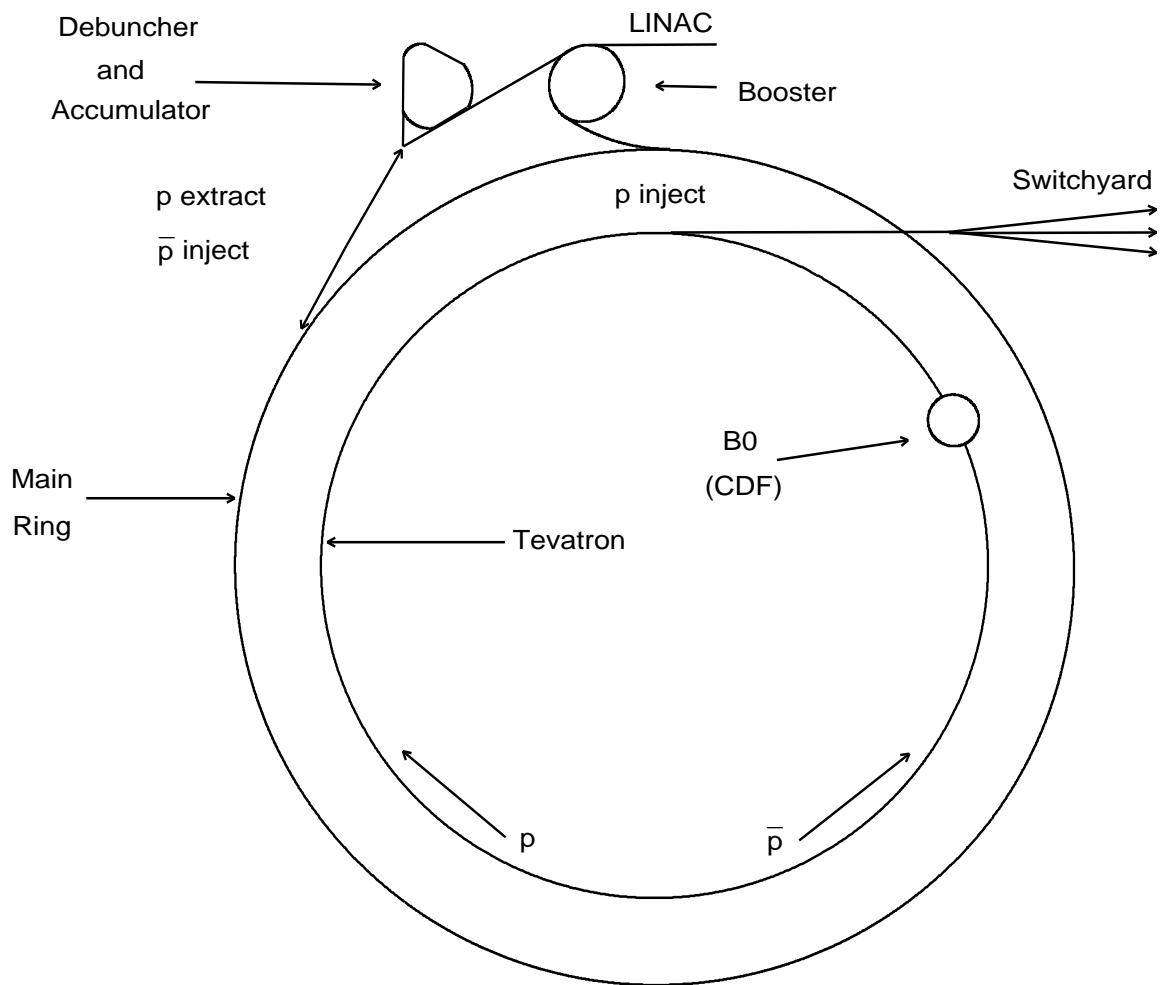 LINAC
Debuncher
and
Accumulator
Booster
p extract
p̅ inject
p inject
Switchyard
B0
(CDF)
Main
Ring
Tevatron
p
p̅